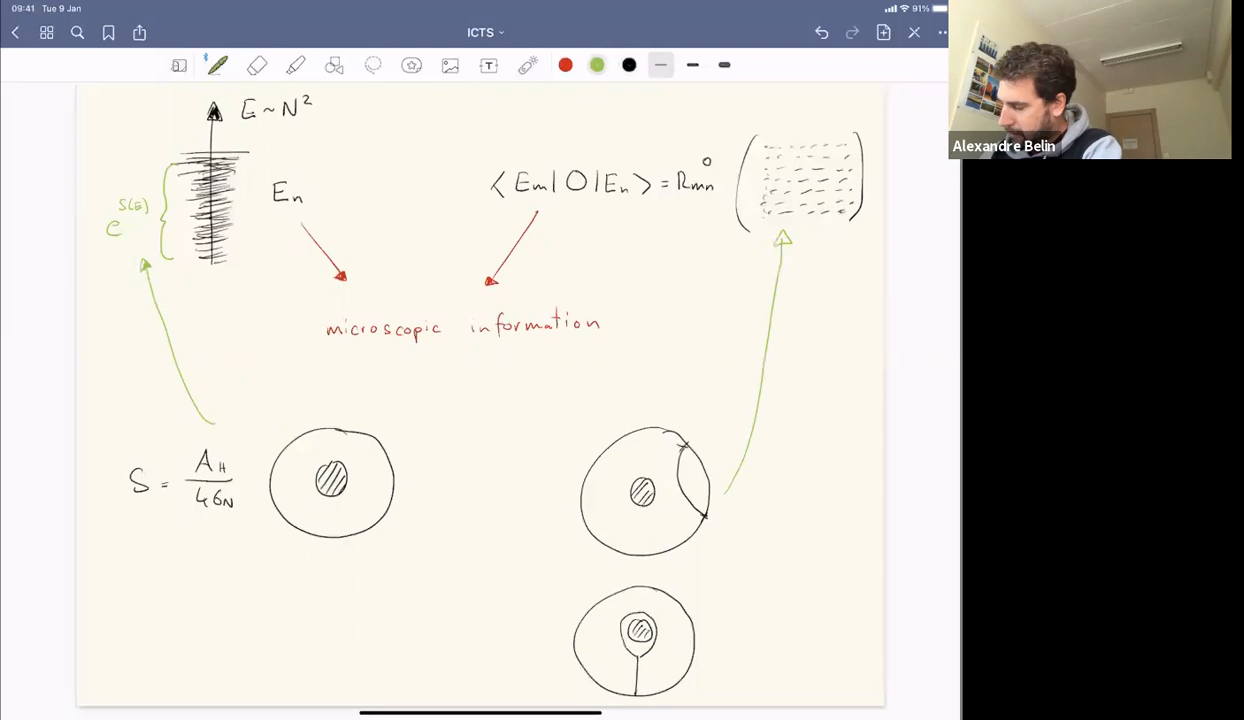 09:41 Tue 9 Jan
91%
ICTS
Alexandre Belin
E ~ N²
e^{S(E)}
Eₙ
⟨Eₘ|O|Eₙ⟩ = Rₘₙ^O
microscopic information
S = A_H / 4G_N